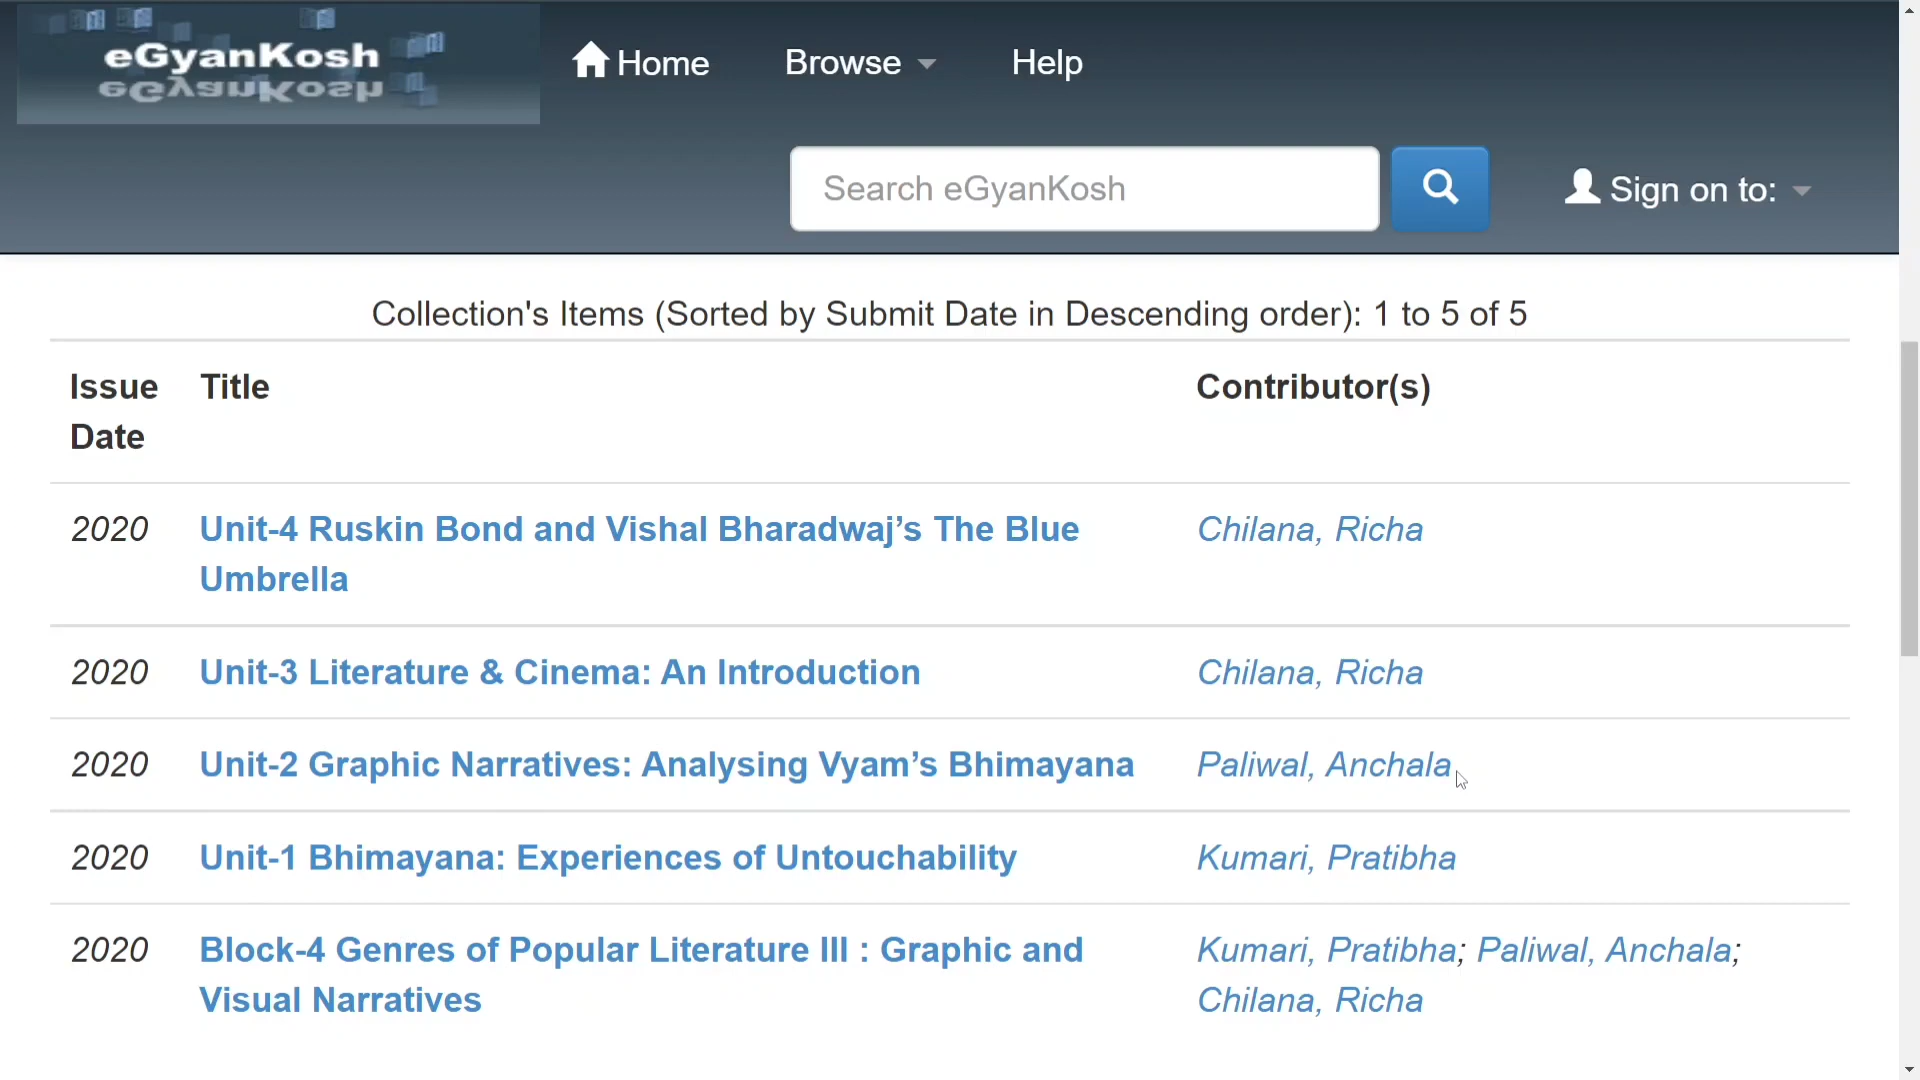 eGyanKosh
Home Browse Help
Search eGyanKosh
Sign on to:
Collection's Items (Sorted by Submit Date in Descending order): 1 to 5 of 5
Issue Date Title Contributor(s)
2020 Unit-4 Ruskin Bond and Vishal Bharadwaj’s The Blue Chilana, Richa
Umbrella
2020 Unit-3 Literature & Cinema: An Introduction Chilana, Richa
2020 Unit-2 Graphic Narratives: Analysing Vyam’s Bhimayana Paliwal, Anchala
2020 Unit-1 Bhimayana: Experiences of Untouchability Kumari, Pratibha
2020 Block-4 Genres of Popular Literature III : Graphic and Kumari, Pratibha; Paliwal, Anchala;
Visual Narratives Chilana, Richa